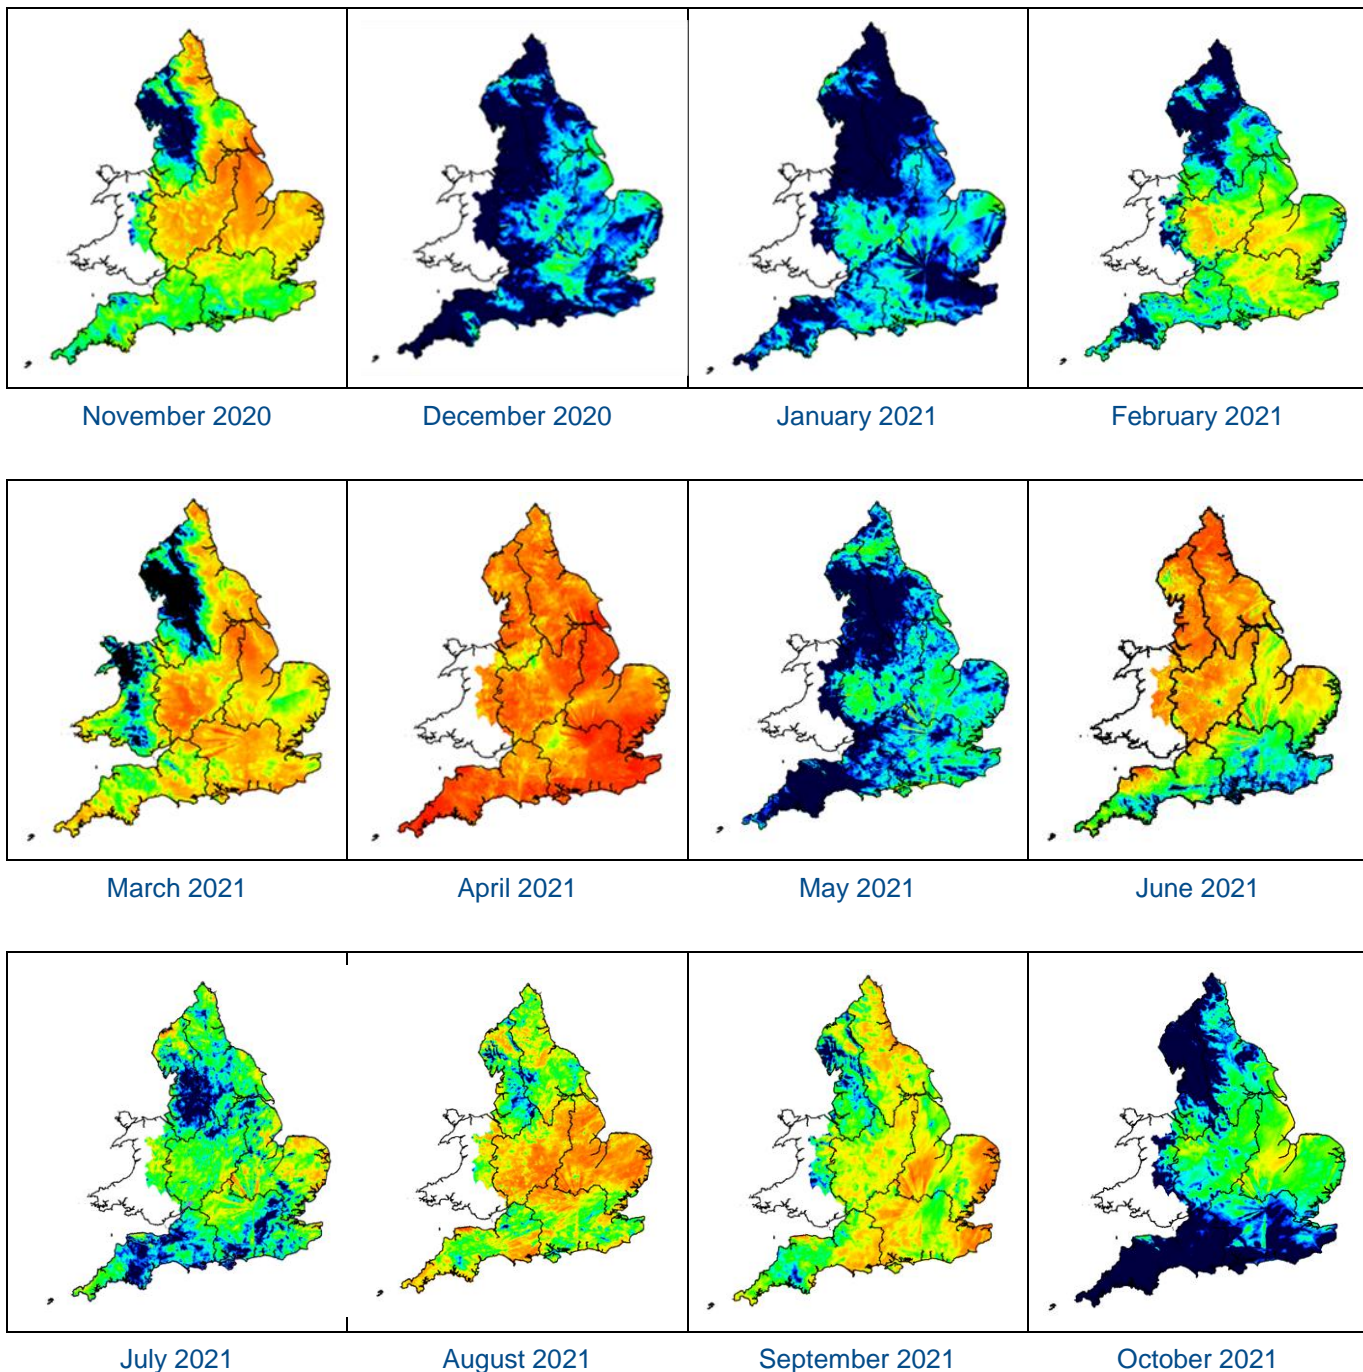 November 2020
December 2020
January 2021
February 2021
March 2021
April 2021
May 2021
June 2021
July 2021
August 2021
September 2021
October 2021